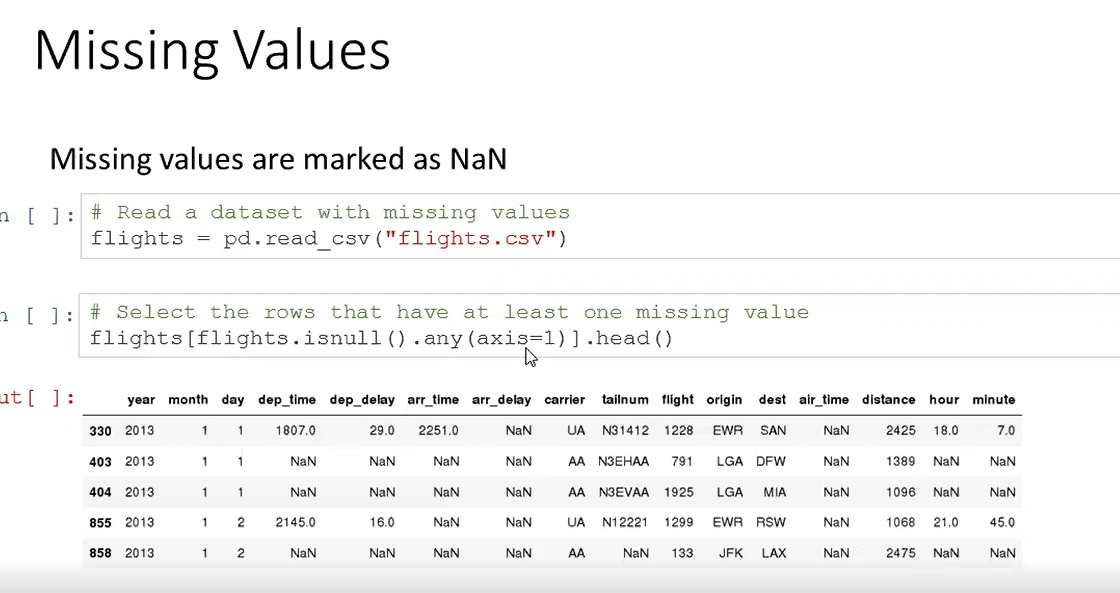 Missing Values
Missing values are marked as NaN
n [ ]: # Read a dataset with missing values
flights = pd.read_csv("flights.csv")
n [ ]: # Select the rows that have at least one missing value
flights[flights.isnull().any(axis=1)].head()
ut[ ]:
year month day dep_time dep_delay arr_time arr_delay carrier tailnum flight origin dest air_time distance hour minute
330 2013 1 1 1807.0 29.0 2251.0 NaN UA N31412 1228 EWR SAN NaN 2425 18.0 7.0
403 2013 1 1 NaN NaN NaN NaN AA N3EHAA 791 LGA DFW NaN 1389 NaN NaN
404 2013 1 1 NaN NaN NaN NaN AA N3EVAA 1925 LGA MIA NaN 1096 NaN NaN
855 2013 1 2 2145.0 16.0 NaN NaN UA N12221 1299 EWR RSW NaN 1068 21.0 45.0
858 2013 1 2 NaN NaN NaN NaN AA NaN 133 JFK LAX NaN 2475 NaN NaN